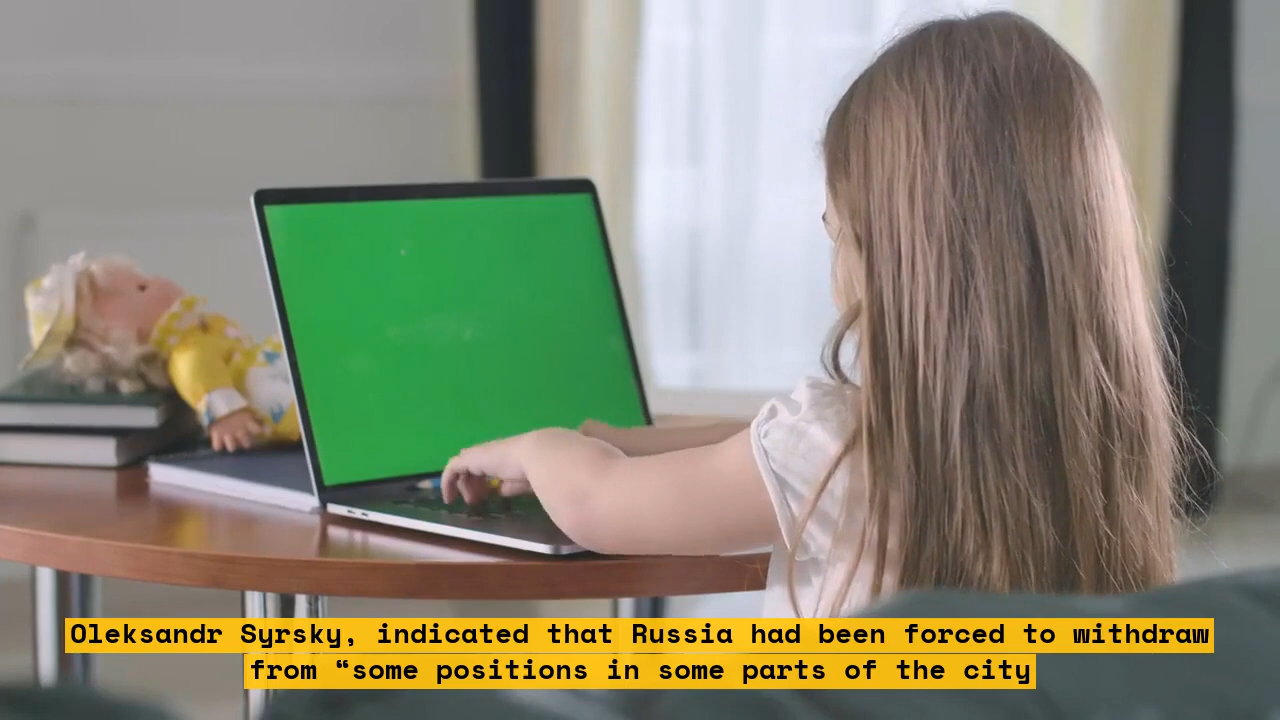 Oleksandr Syrsky, indicated that Russia had been forced to withdraw
from “some positions in some parts of the city